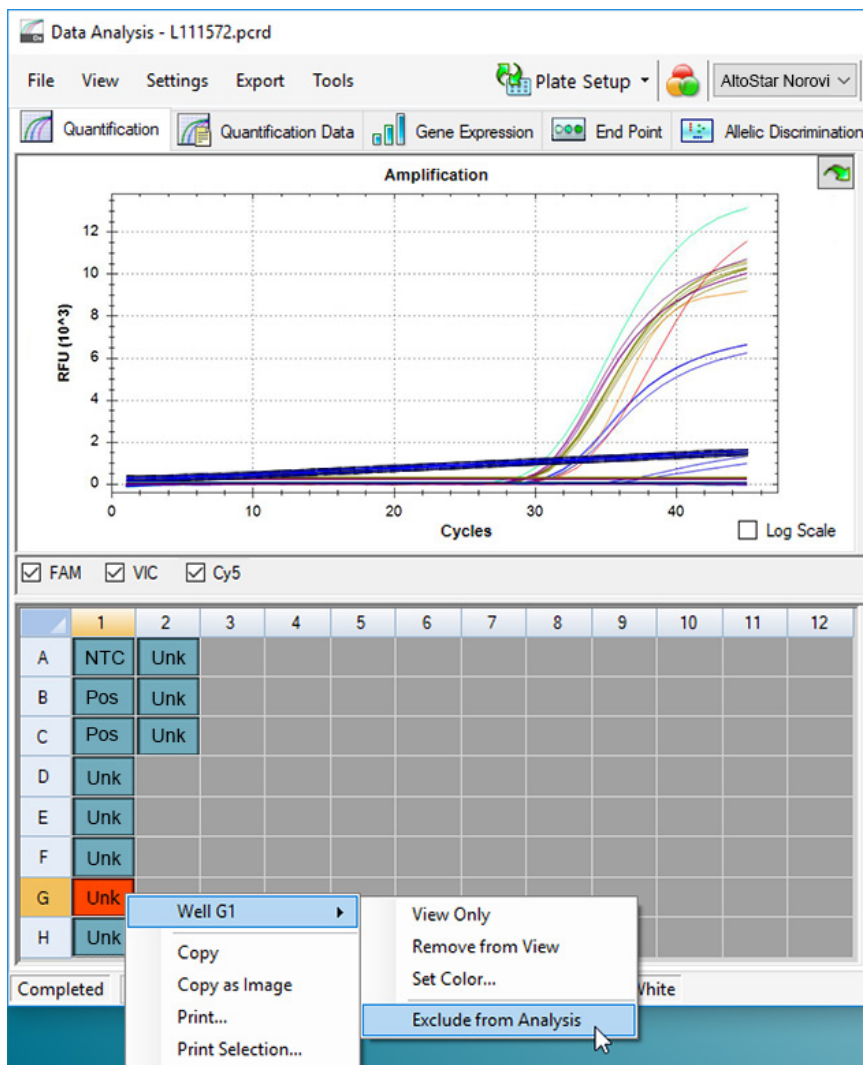 Data Analysis - L111572.pcrd
File View Settings Export Tools Plate Setup AltoStar Norovi
Quantification Quantification Data Gene Expression End Point Allelic Discrimination
Amplification
12
10
8
6
4
2
0
RFU (10^3)
0 10 20 30 40
Cycles
Log Scale
FAM VIC Cy5
1 2 3 4 5 6 7 8 9 10 11 12
A NTC Unk
B Pos Unk
C Pos Unk
D Unk
E Unk
F Unk
G Unk
H Unk
Well G1
Copy
Copy as Image
Print...
Print Selection...
View Only
Remove from View
Set Color...
Exclude from Analysis
Completed